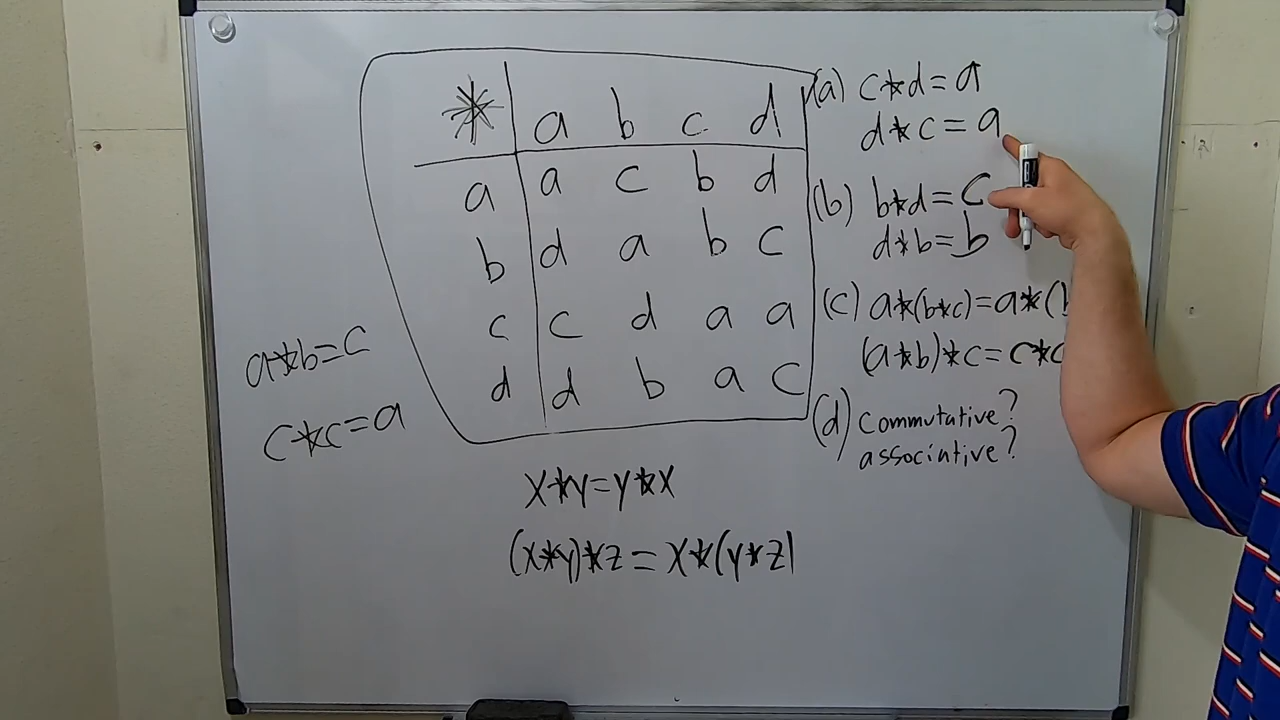 * a b c d
a a c b d
b d a b c
c c d a a
d d b a c
a*b=c
c*c=a
x*y=y*x
(x*y)*z=x*(y*z)
(a) c*d=a
d*c=a
(b) b*d=c
d*b=b
(c) a*(b*c)=a*(
(a*b)*c=c*c
(d) commutative?
associative?